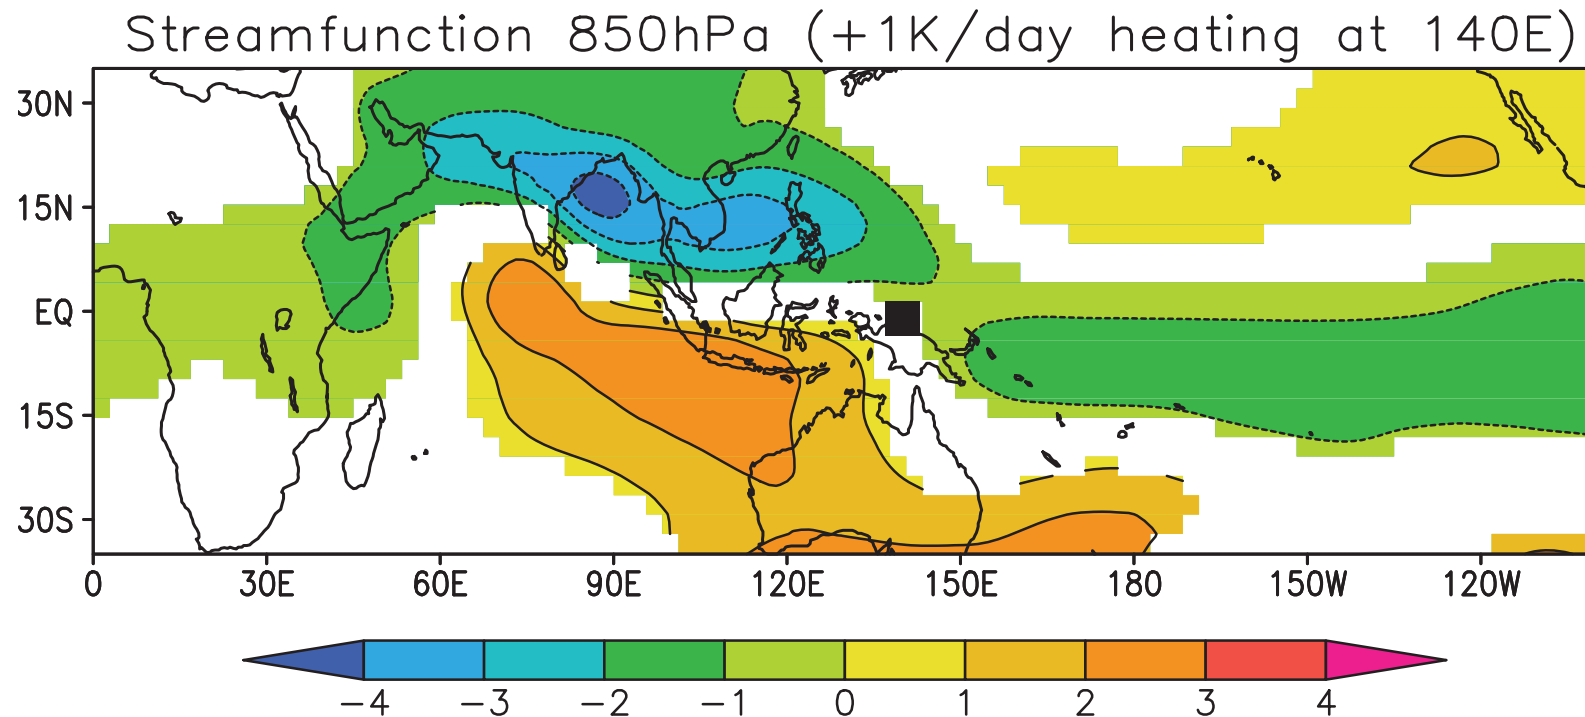 Streamfunction 850hPa (+1K/day heating at 140E)
30N
15N
EQ
15S
30S
0 30E 60E 90E 120E 150E 180 150W 120W
−4 −3 −2 −1 0 1 2 3 4